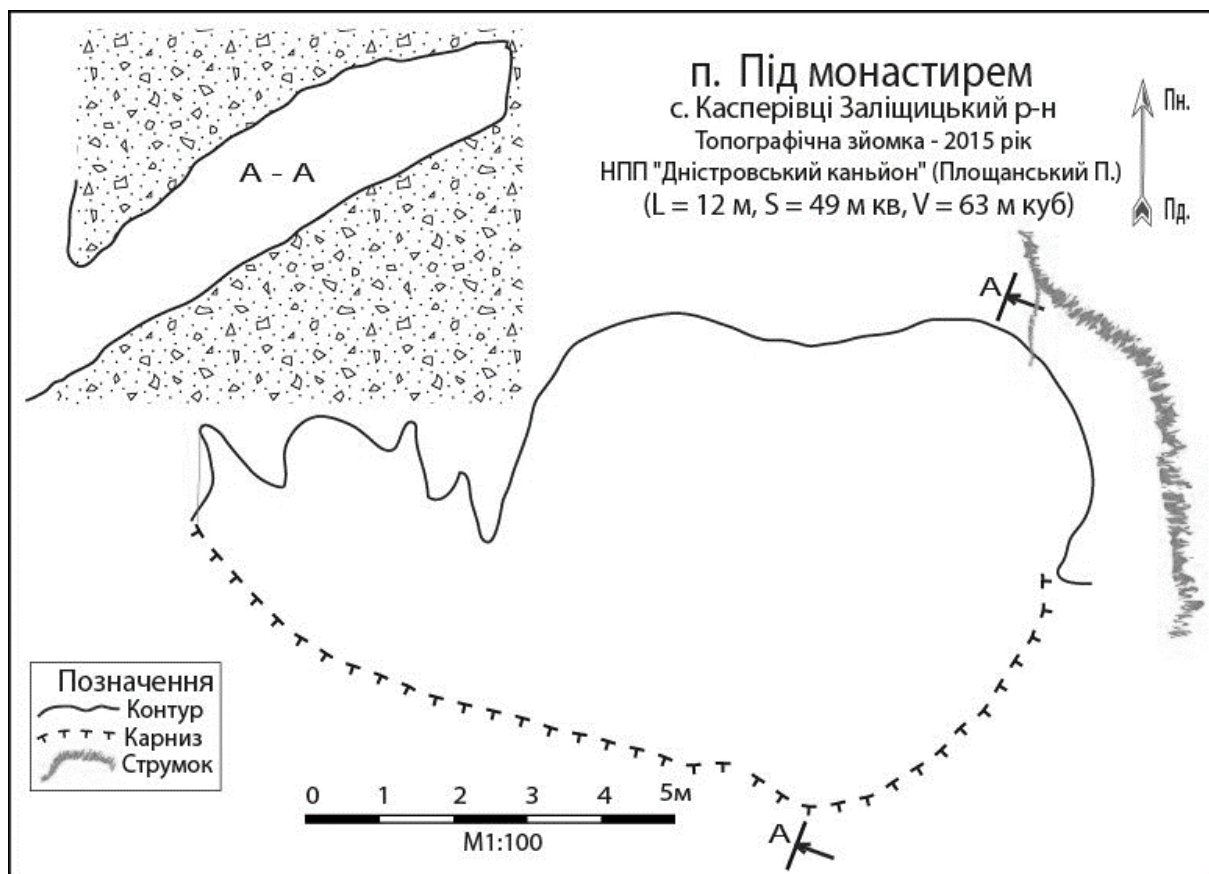 п. Під монастирем
с. Касперівці Заліщицький р-н
Топографічна зйомка - 2015 рік
НПП "Дністровський каньйон" (Площанський П.)
(L = 12 м, S = 49 м кв, V = 63 м куб)
Пн.
Пд.
А - А
А
Позначення
Контур
Карниз
Струмок
0 1 2 3 4 5м
М1:100
А